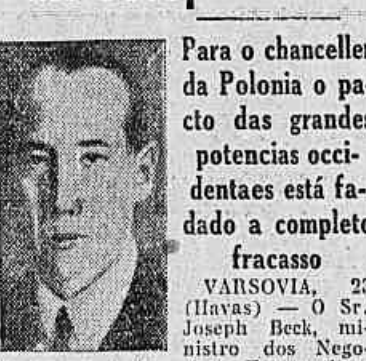 Para o chanceller
da Polonia o pa-
cto das grandes
potencias occi-
dentaes está fa-
dado a completo
fracasso
VARSOVIA, 23
(Havas) — O Sr.
Joseph Beck, mi-
nistro dos Nego-